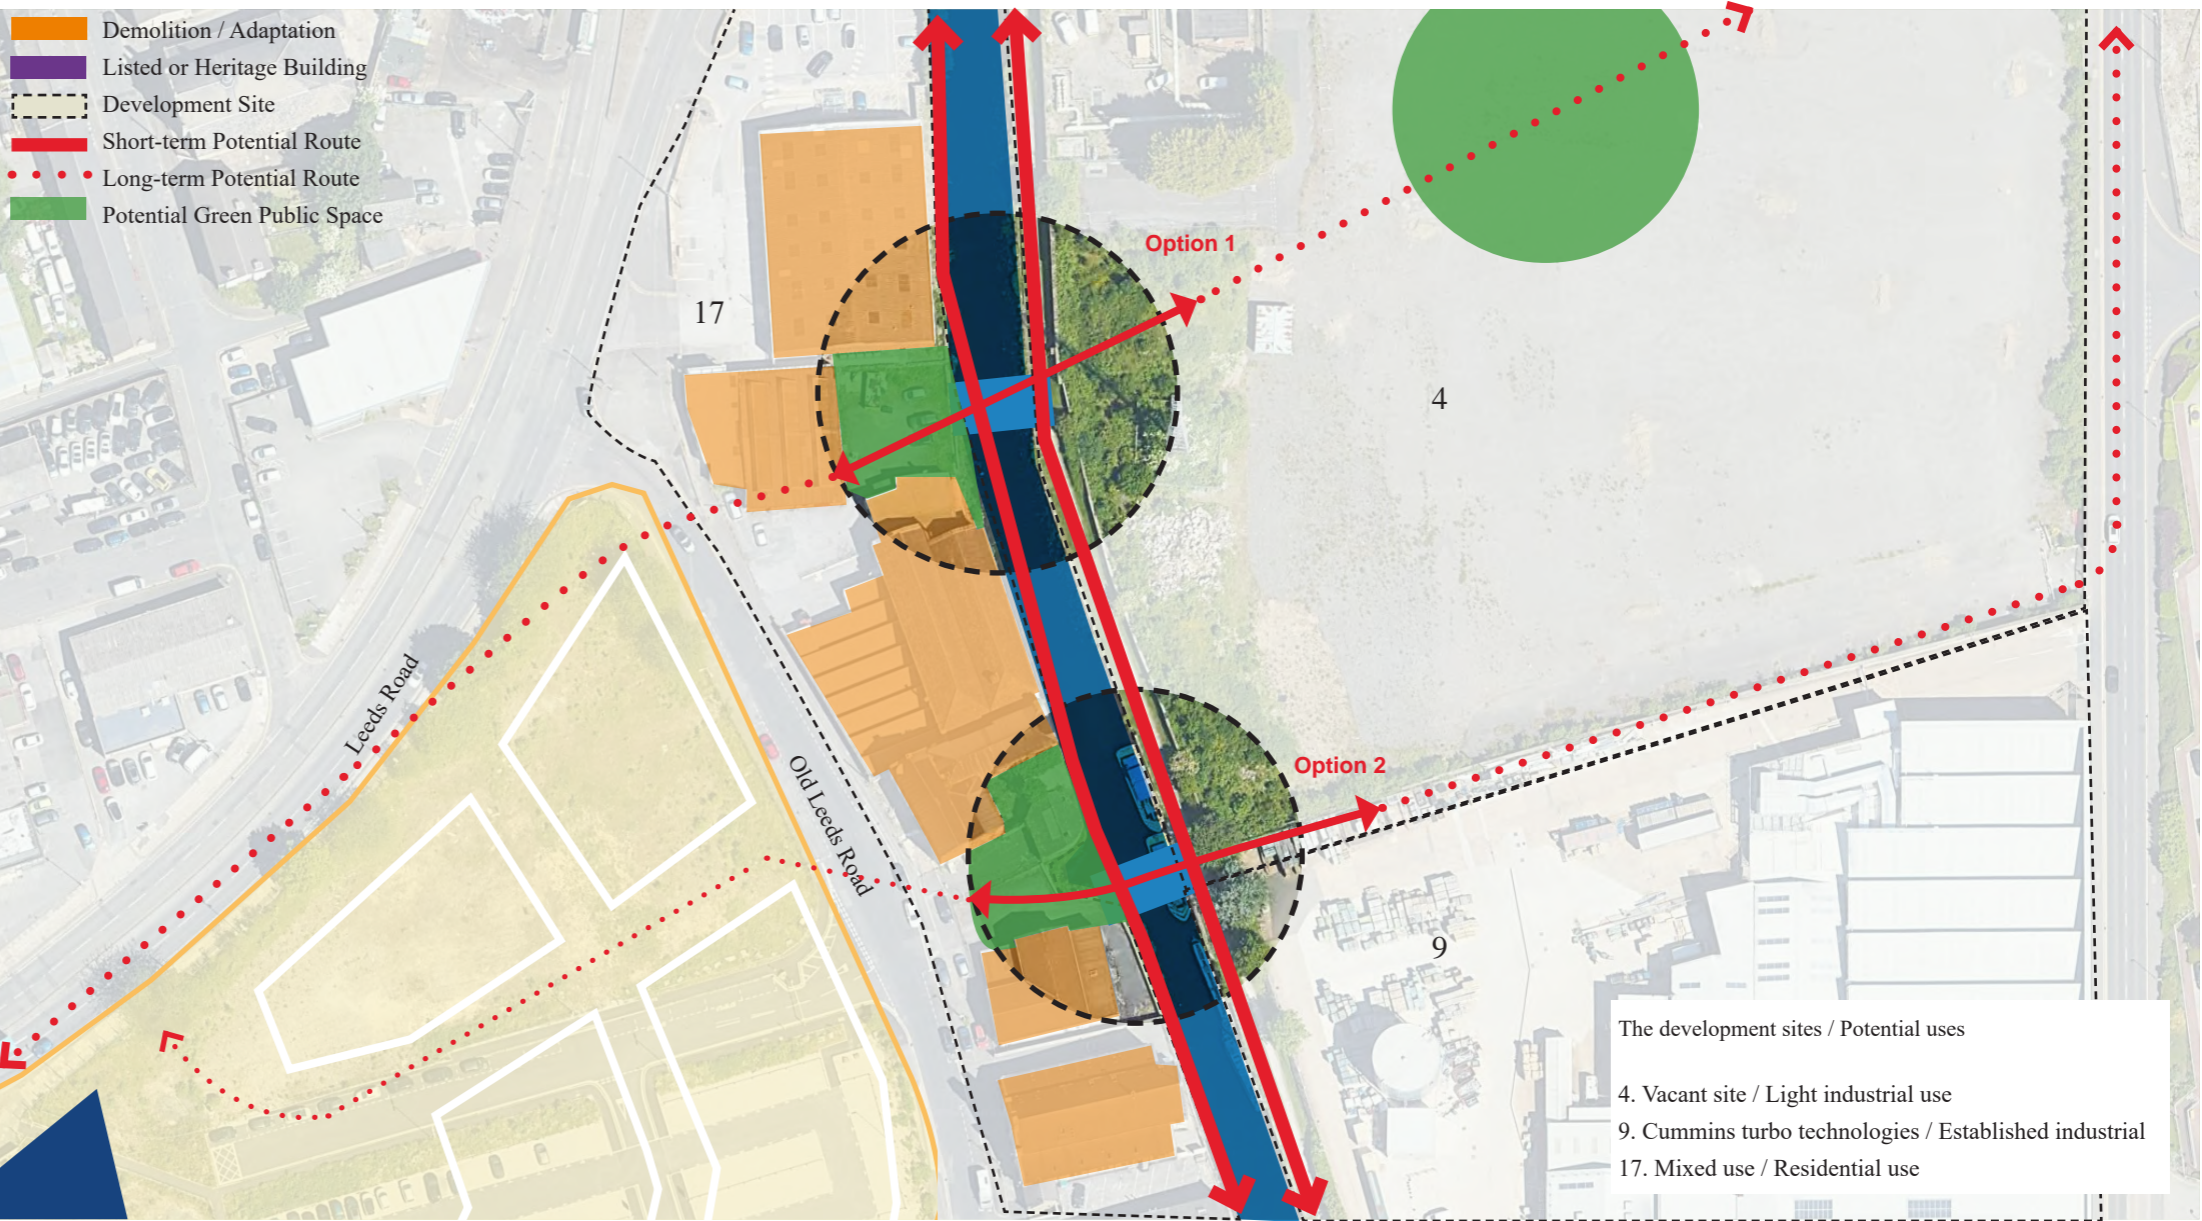 Demolition / Adaptation
Listed or Heritage Building
Development Site
Short-term Potential Route
Long-term Potential Route
Potential Green Public Space
Option 1
17
4
Leeds Road
Old Leeds Road
Option 2
9
The development sites / Potential uses
4. Vacant site / Light industrial use
9. Cummins turbo technologies / Established industrial
17. Mixed use / Residential use